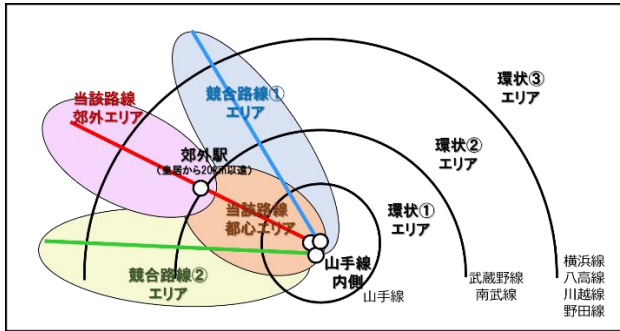 競合路線①
エリア
当該路線
郊外エリア
郊外駅
(皇居から20km以遠)
当該路線
都心エリア
競合路線②
エリア
環状③
エリア
環状②
エリア
環状①
エリア
山手線
内側
山手線
武蔵野線
南武線
横浜線
八高線
川越線
野田線